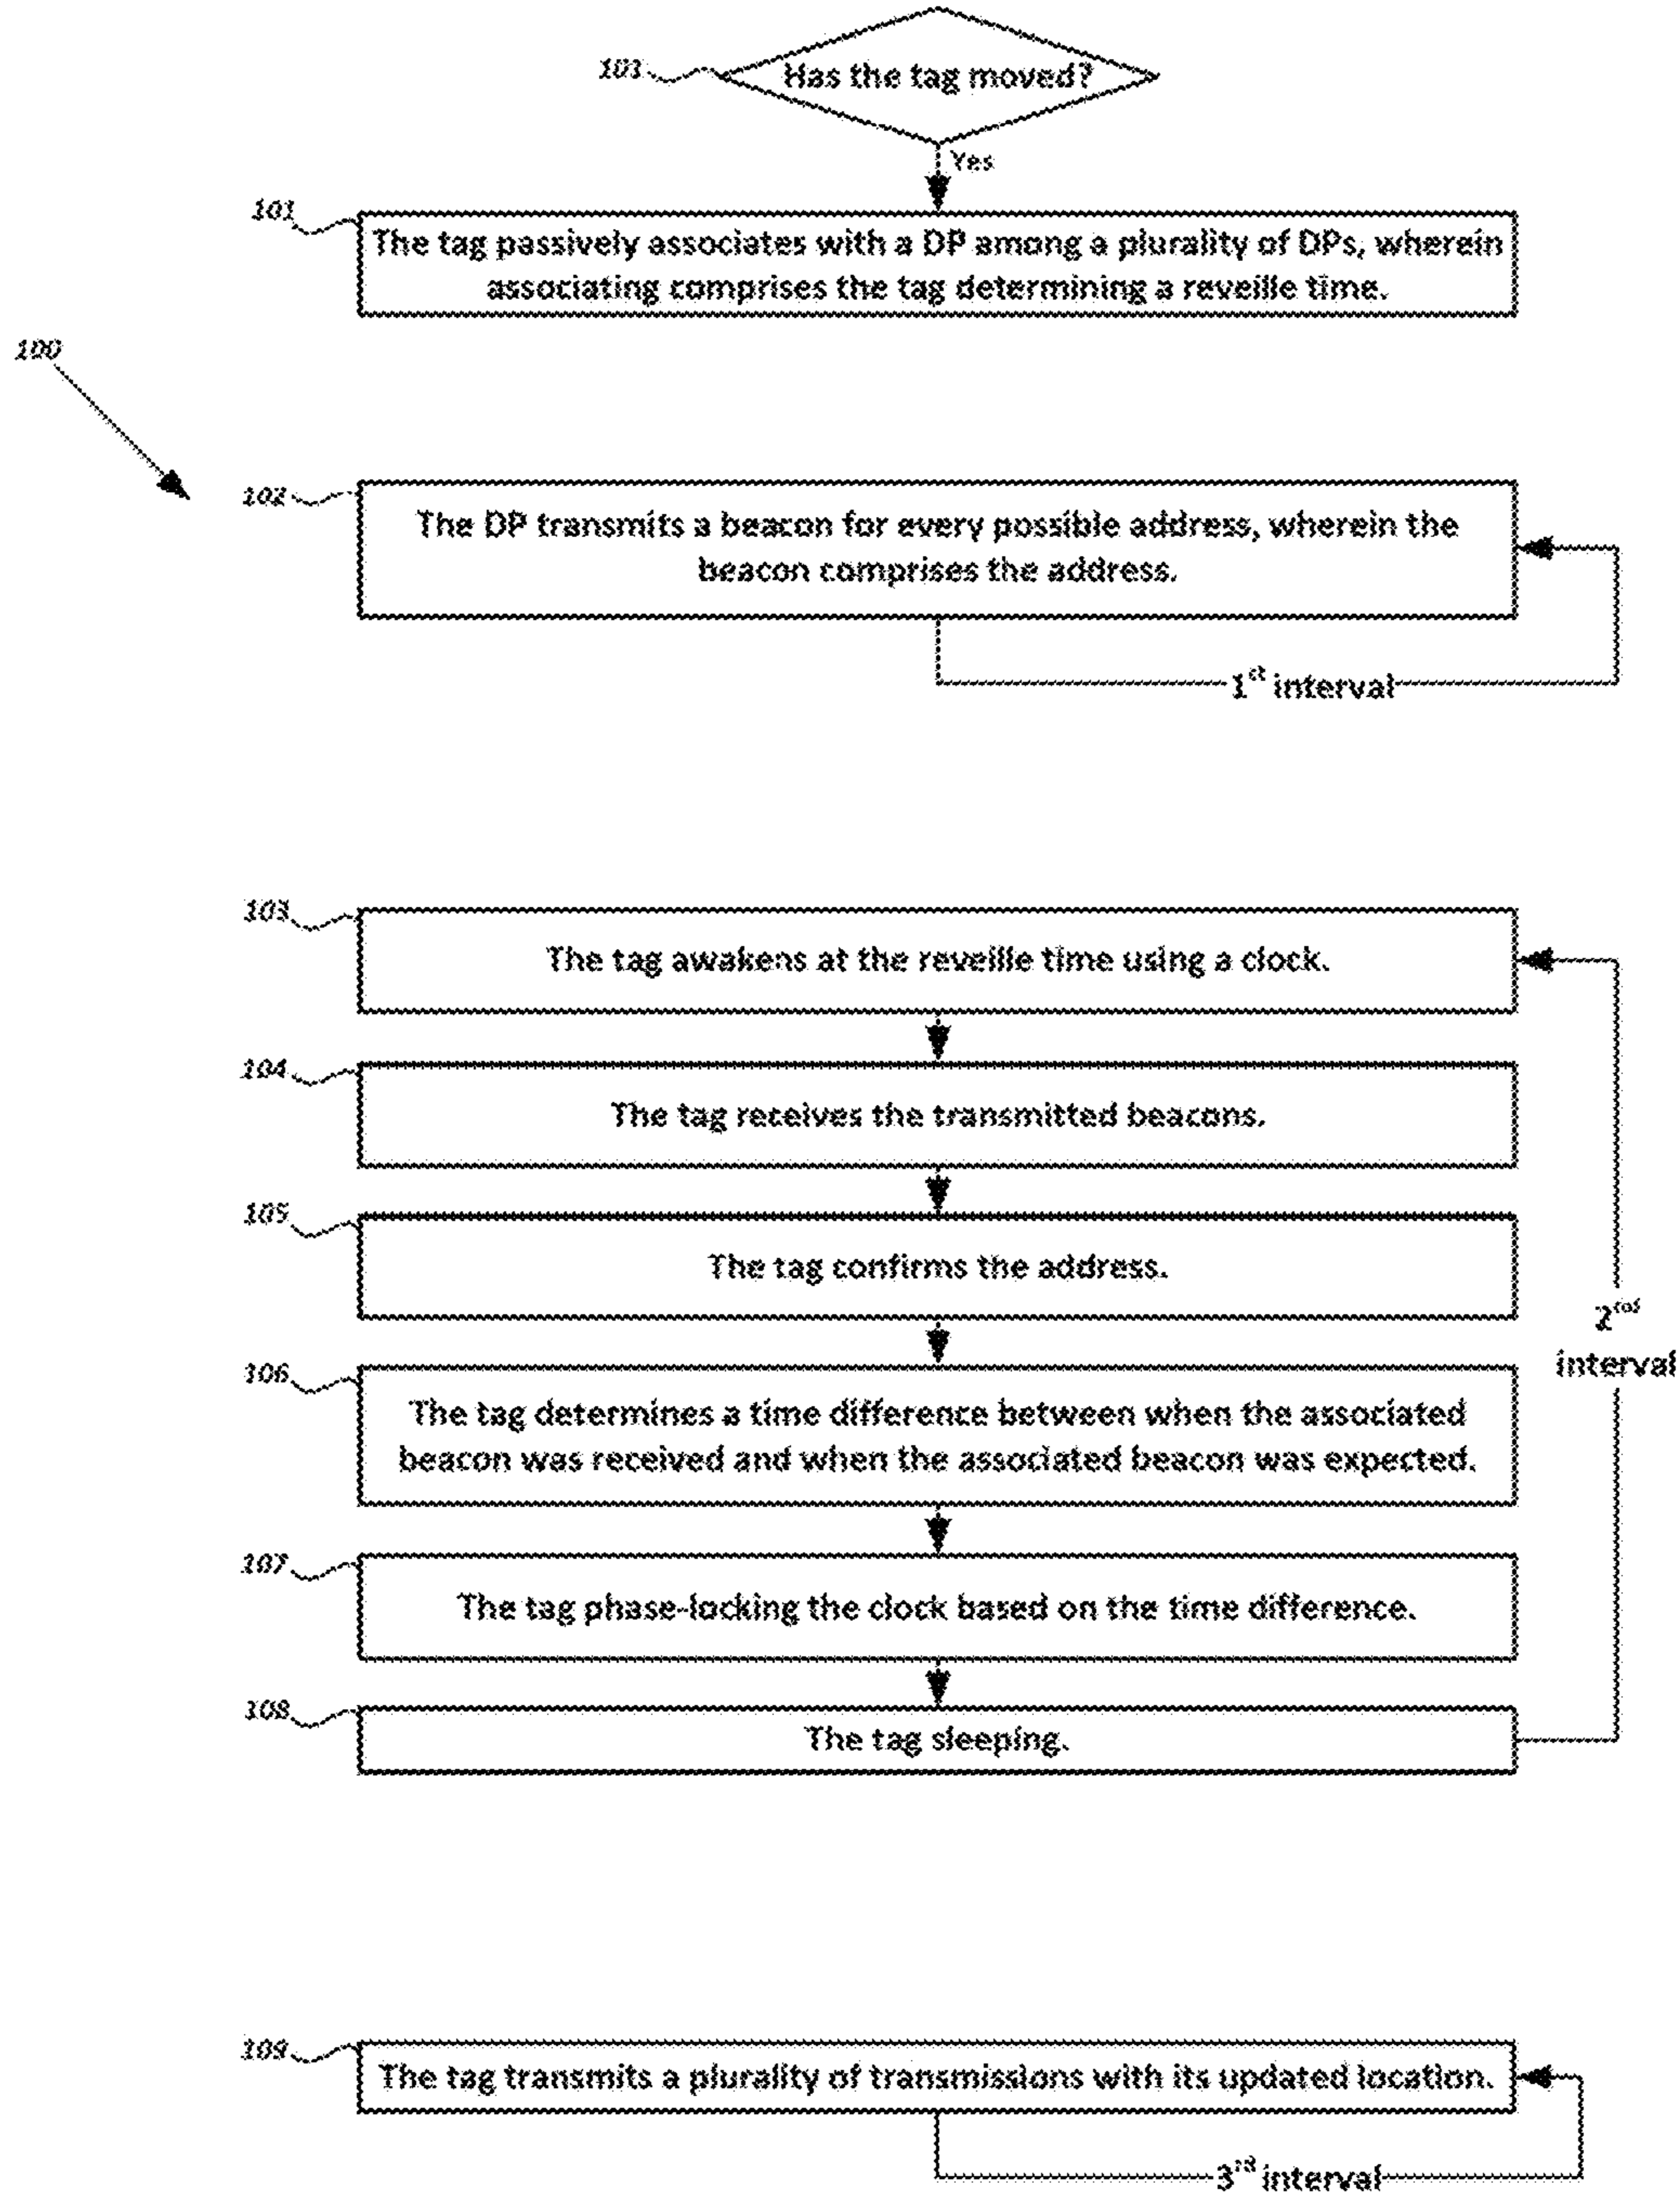 101
Has the tag moved?
Yes
101
The tag passively associates with a DP among a plurality of DPs, wherein
associating comprises the tag determining a reveille time.
100
102
The DP transmits a beacon for every possible address, wherein the
beacon comprises the address.
1st interval
103
The tag awakens at the reveille time using a clock.
104
The tag receives the transmitted beacons.
105
The tag confirms the address.
2nd
interval
106
The tag determines a time difference between when the associated
beacon was received and when the associated beacon was expected.
107
The tag phase-locking the clock based on the time difference.
108
The tag sleeping.
109
The tag transmits a plurality of transmissions with its updated location.
3rd interval